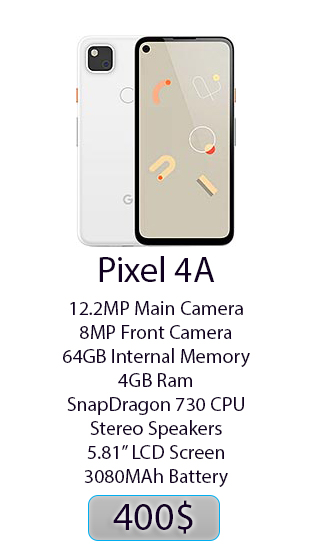 G
Pixel 4A
12.2MP Main Camera
8MP Front Camera
64GB Internal Memory
4GB Ram
SnapDragon 730 CPU
Stereo Speakers
5.81” LCD Screen
3080MAh Battery
400$